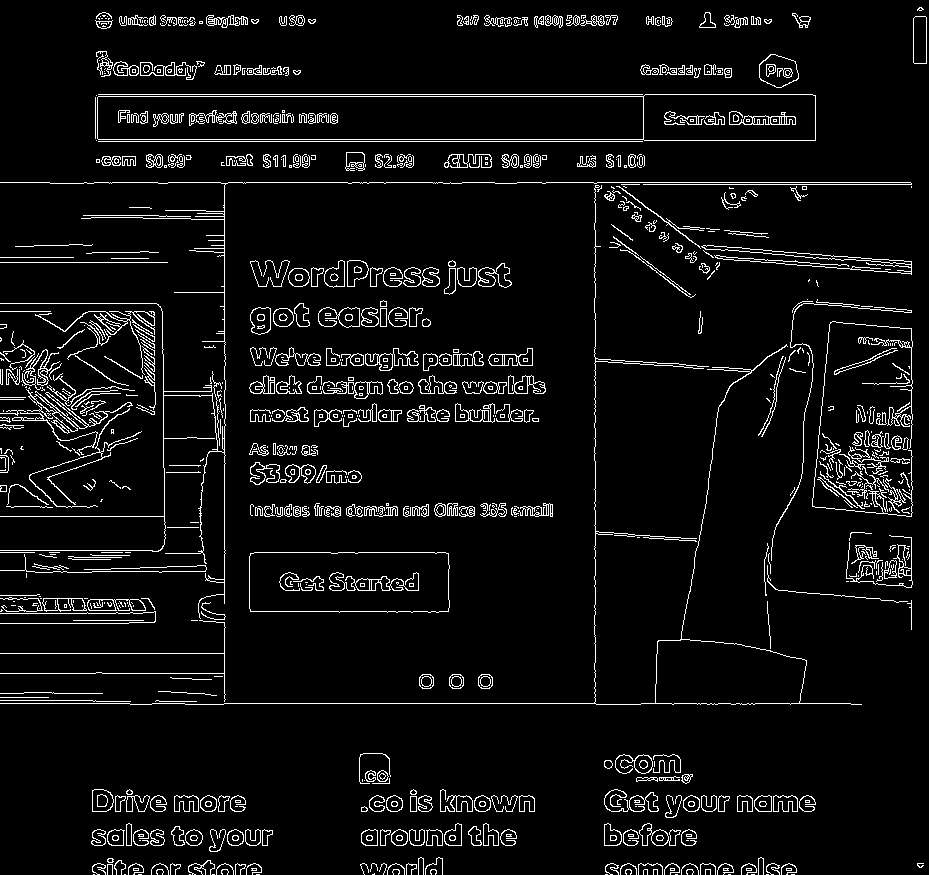 United States - English USD 24/7 Support (480) 505-8877 Help Sign In
GoDaddy™ All Products GoDaddy Blog Pro
Find your perfect domain name Search Domain
.com $0.99* .net $11.99* .co $2.99 .CLUB $0.99* .us $1.00
WordPress just
got easier.
We've brought point and
click design to the world's
most popular site builder.
As low as
$3.99/mo
Includes free domain and Office 365 email!
Get Started
INGS
Make
.co
.com
Drive more
sales to your
site or store
.co is known
around the
world
Get your name
before
someone else